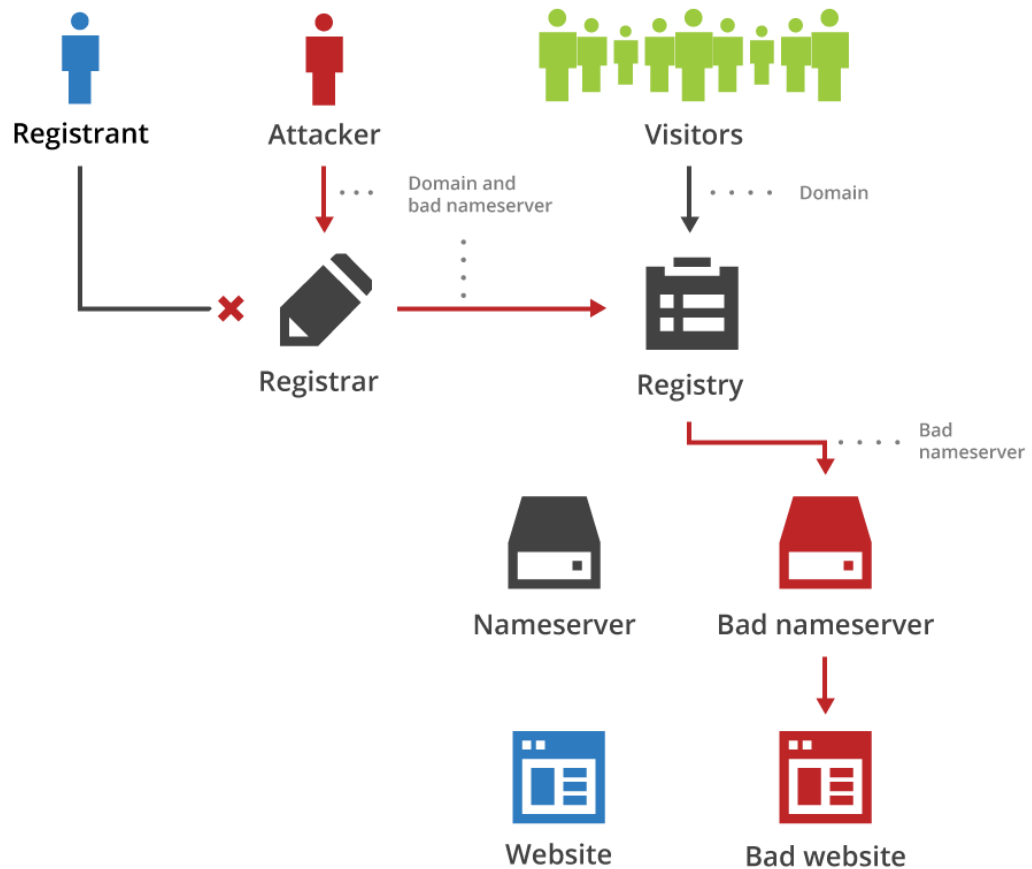 Registrant
Attacker
Visitors
Domain and
bad nameserver
Domain
Registrar
Registry
Bad
nameserver
Nameserver
Bad nameserver
Website
Bad website